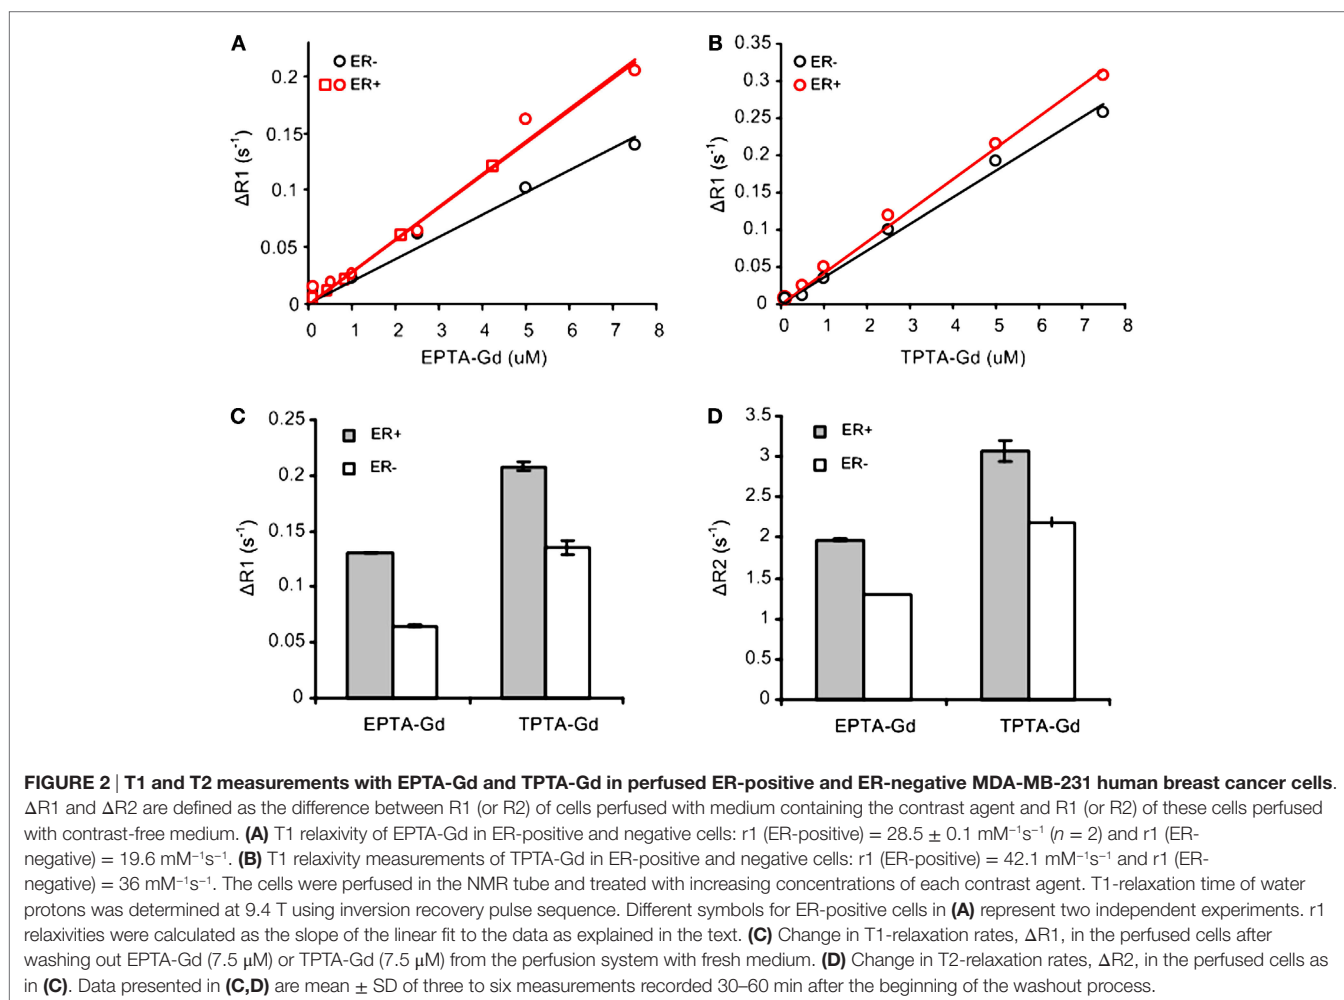 A
ER-
ER+
0.2
0.15
0.1
0.05
0
ΔR1 (s⁻¹)
0 1 2 3 4 5 6 7 8
EPTA-Gd (uM)
B
ER-
ER+
0.35
0.3
0.25
0.2
0.15
0.1
0.05
0
ΔR1 (s⁻¹)
0 1 2 3 4 5 6 7 8
TPTA-Gd (uM)
C
ER+
ER-
0.25
0.2
0.15
0.1
0.05
0
ΔR1 (s⁻¹)
EPTA-Gd TPTA-Gd
D
ER+
ER-
3.5
3
2.5
2
1.5
1
0.5
0
ΔR2 (s⁻¹)
EPTA-Gd TPTA-Gd
FIGURE 2 | T1 and T2 measurements with EPTA-Gd and TPTA-Gd in perfused ER-positive and ER-negative MDA-MB-231 human breast cancer cells.
ΔR1 and ΔR2 are defined as the difference between R1 (or R2) of cells perfused with medium containing the contrast agent and R1 (or R2) of these cells perfused
with contrast-free medium. (A) T1 relaxivity of EPTA-Gd in ER-positive and negative cells: r1 (ER-positive) = 28.5 ± 0.1 mM⁻¹s⁻¹ (n = 2) and r1 (ER-
negative) = 19.6 mM⁻¹s⁻¹. (B) T1 relaxivity measurements of TPTA-Gd in ER-positive and negative cells: r1 (ER-positive) = 42.1 mM⁻¹s⁻¹ and r1 (ER-
negative) = 36 mM⁻¹s⁻¹. The cells were perfused in the NMR tube and treated with increasing concentrations of each contrast agent. T1-relaxation time of water
protons was determined at 9.4 T using inversion recovery pulse sequence. Different symbols for ER-positive cells in (A) represent two independent experiments. r1
relaxivities were calculated as the slope of the linear fit to the data as explained in the text. (C) Change in T1-relaxation rates, ΔR1, in the perfused cells after
washing out EPTA-Gd (7.5 μM) or TPTA-Gd (7.5 μM) from the perfusion system with fresh medium. (D) Change in T2-relaxation rates, ΔR2, in the perfused cells as
in (C). Data presented in (C,D) are mean ± SD of three to six measurements recorded 30–60 min after the beginning of the washout process.